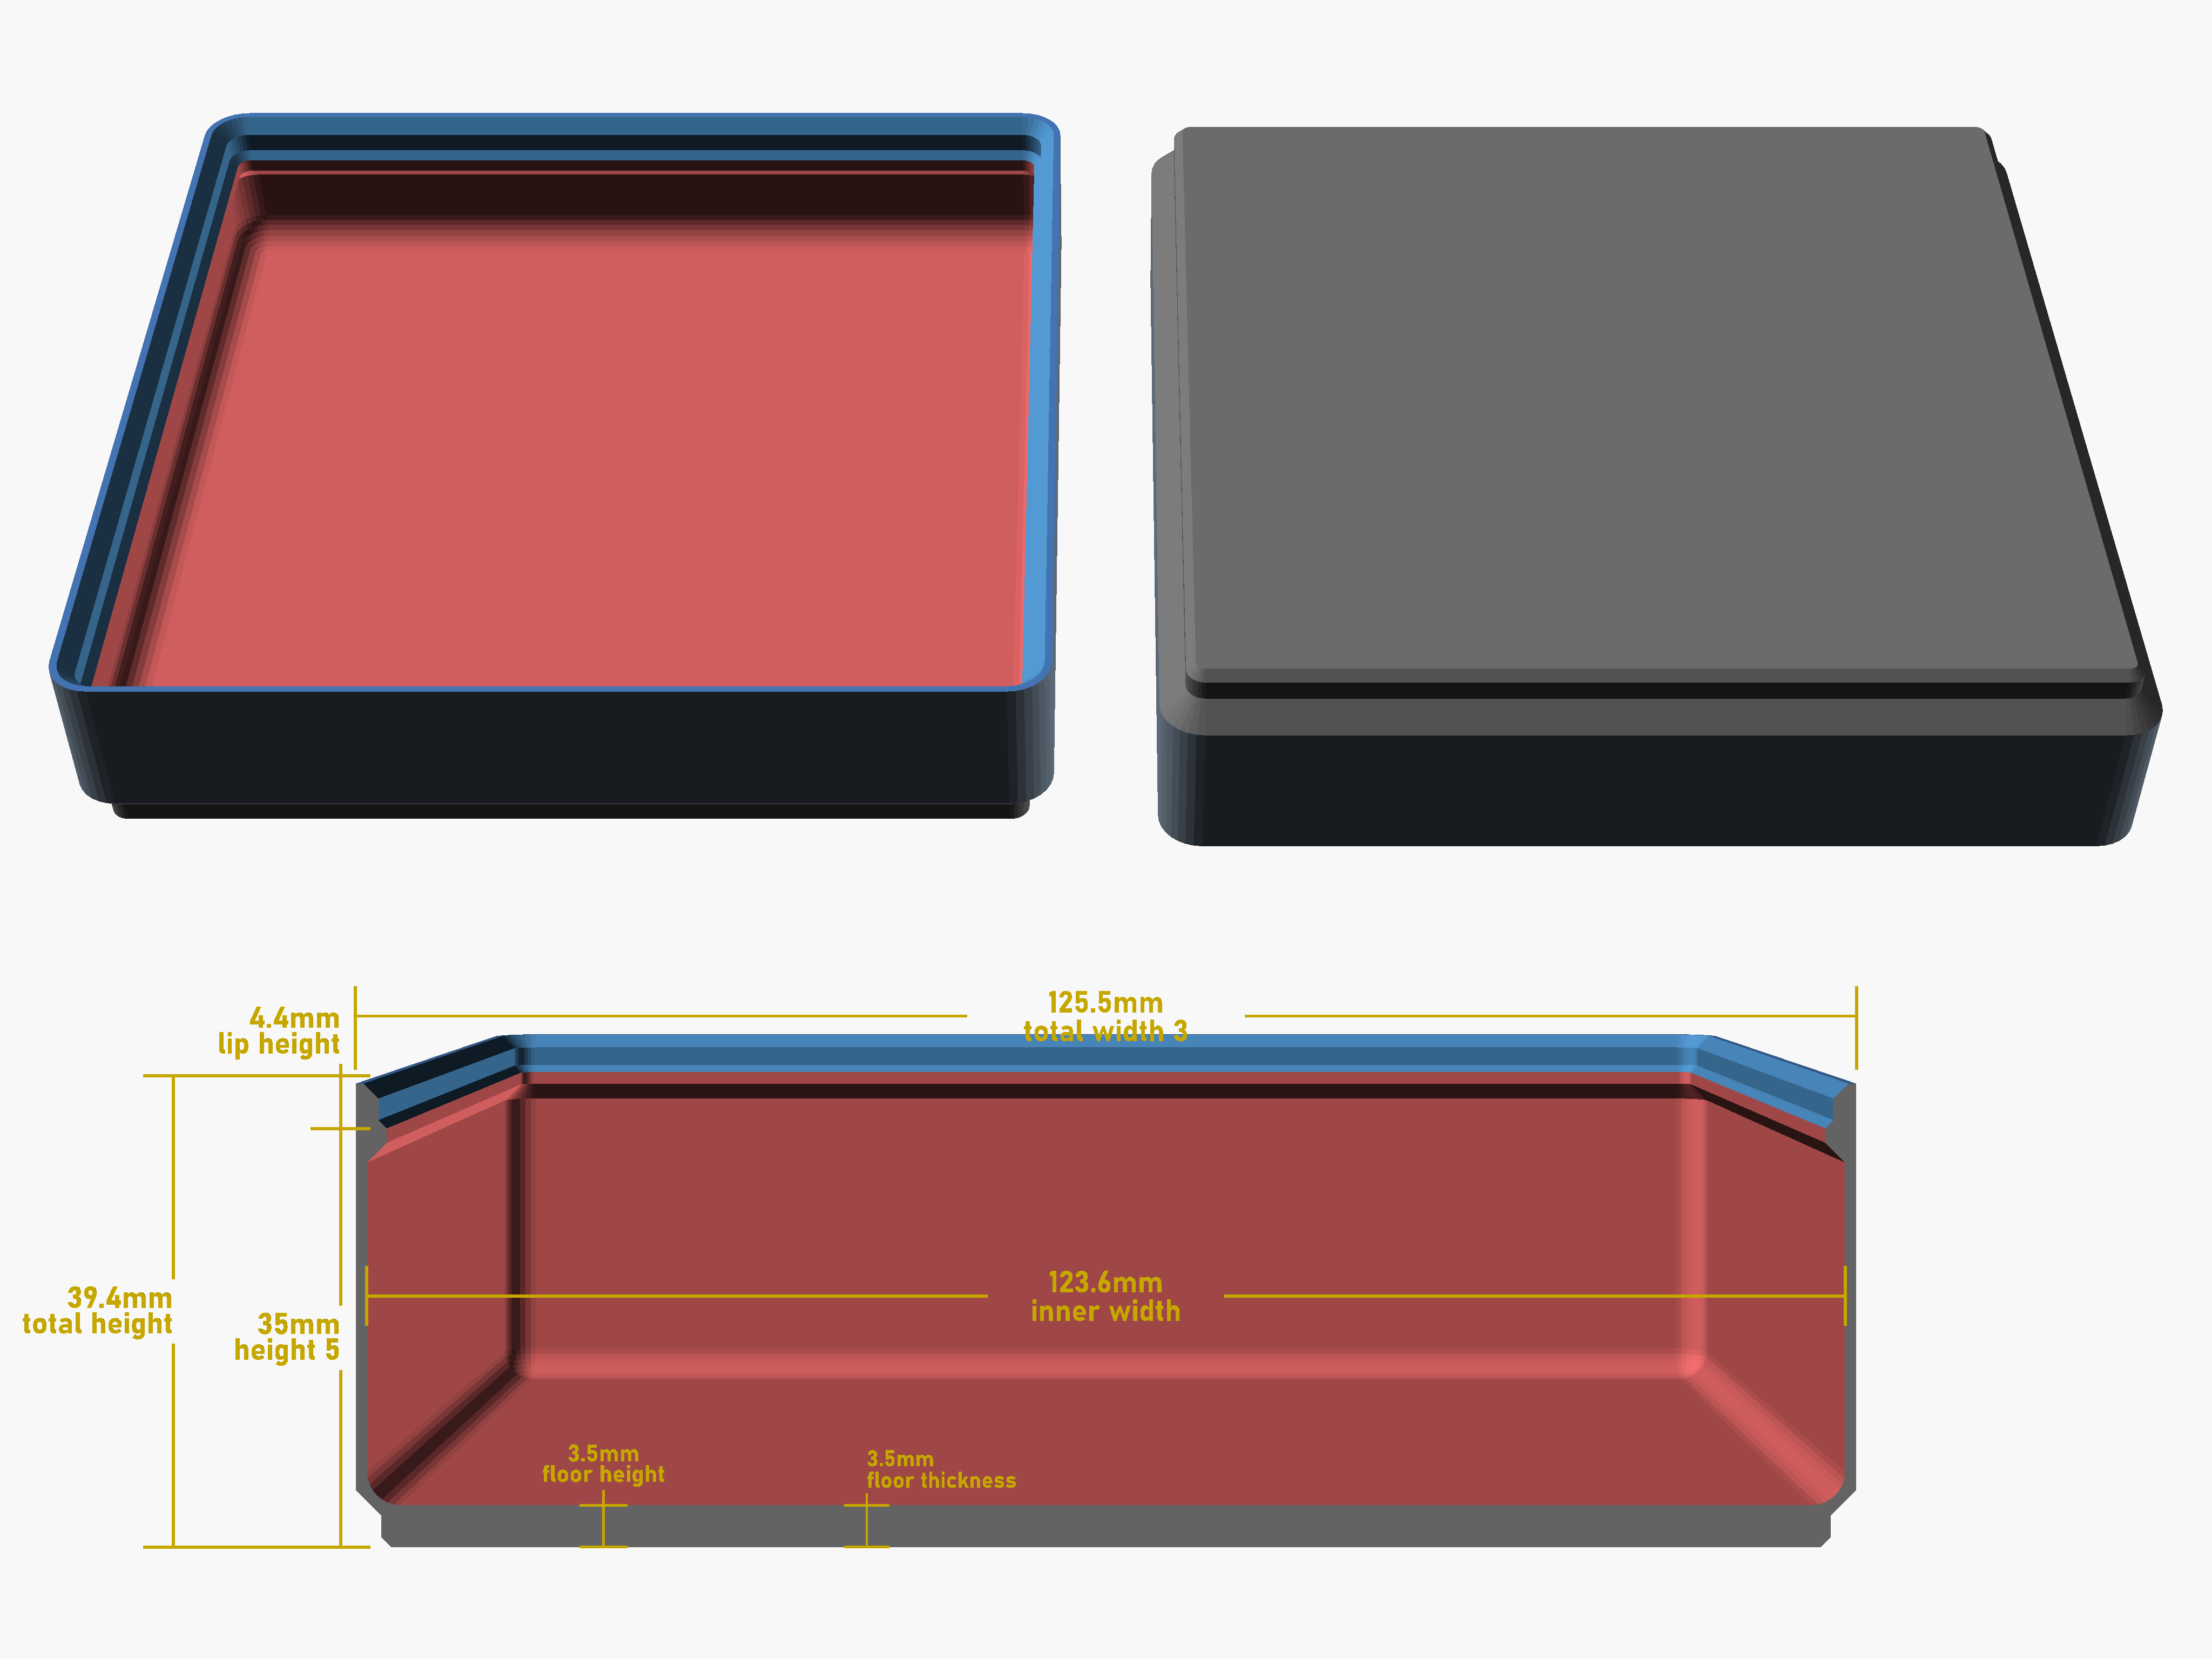 125.5mm
total width 3
4.4mm
lip height
123.6mm
inner width
39.4mm
total height
35mm
height 5
3.5mm
floor height
3.5mm
floor thickness